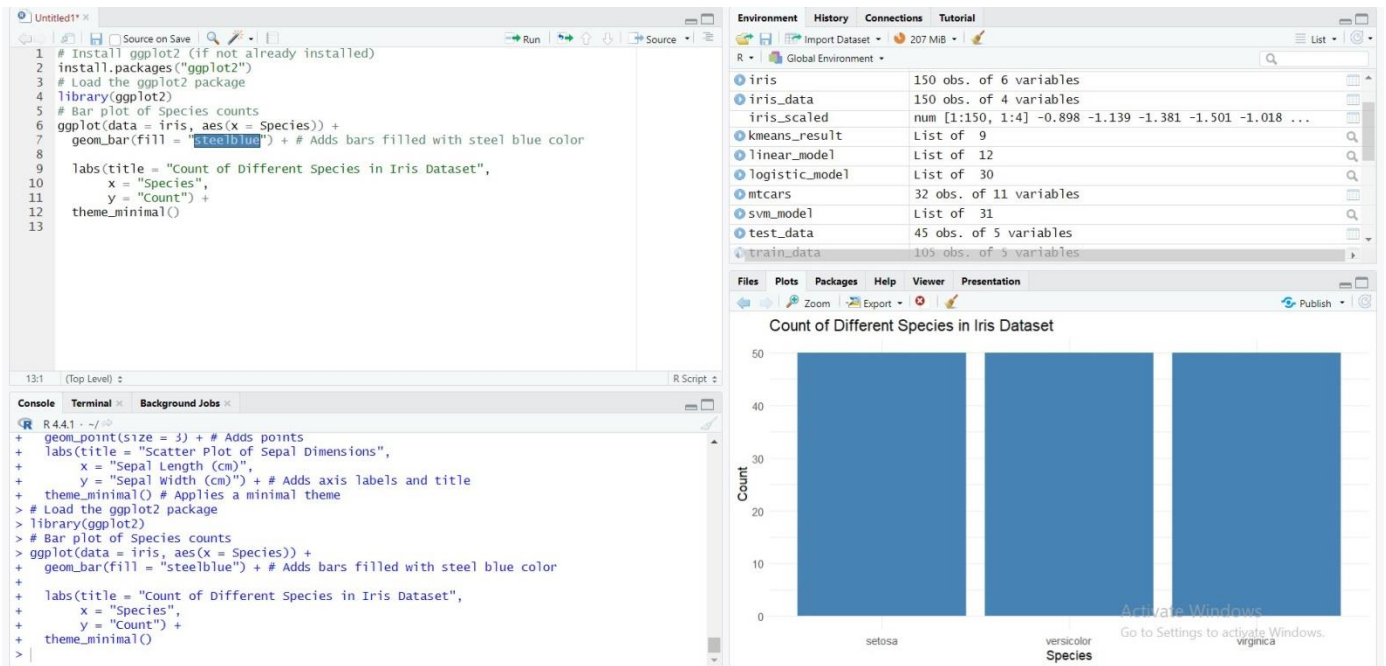 Untitled1*
Source on Save
Run
Source
1 # Install ggplot2 (if not already installed)
2 install.packages("ggplot2")
3 # Load the ggplot2 package
4 library(ggplot2)
5 # Bar plot of Species counts
6 ggplot(data = iris, aes(x = Species)) +
7 geom_bar(fill = "steelblue") + # Adds bars filled with steel blue color
8
9 labs(title = "Count of Different Species in Iris Dataset",
10 x = "Species",
11 y = "Count") +
12 theme_minimal()
13
13:1 (Top Level) R Script
Console Terminal Background Jobs
R 4.4.1 · ~/
+ geom_point(size = 3) + # Adds points
+ labs(title = "Scatter Plot of Sepal Dimensions",
+ x = "Sepal Length (cm)",
+ y = "Sepal Width (cm)") + # Adds axis labels and title
+ theme_minimal() # Applies a minimal theme
> # Load the ggplot2 package
> library(ggplot2)
> # Bar plot of Species counts
> ggplot(data = iris, aes(x = Species)) +
+ geom_bar(fill = "steelblue") + # Adds bars filled with steel blue color
+
+ labs(title = "Count of Different Species in Iris Dataset",
+ x = "Species",
+ y = "Count") +
+ theme_minimal()
>
Environment History Connections Tutorial
Import Dataset 207 MiB List
R Global Environment
iris 150 obs. of 6 variables
iris_data 150 obs. of 4 variables
iris_scaled num [1:150, 1:4] -0.898 -1.139 -1.381 -1.501 -1.018 ...
kmeans_result List of 9
linear_model List of 12
logistic_model List of 30
mtcars 32 obs. of 11 variables
svm_model List of 31
test_data 45 obs. of 5 variables
train_data 105 obs. of 5 variables
Files Plots Packages Help Viewer Presentation
Zoom Export Publish
Count of Different Species in Iris Dataset
50
40
30
20
10
0
Count
setosa versicolor virginica
Species
Activate Windows
Go to Settings to activate Windows.